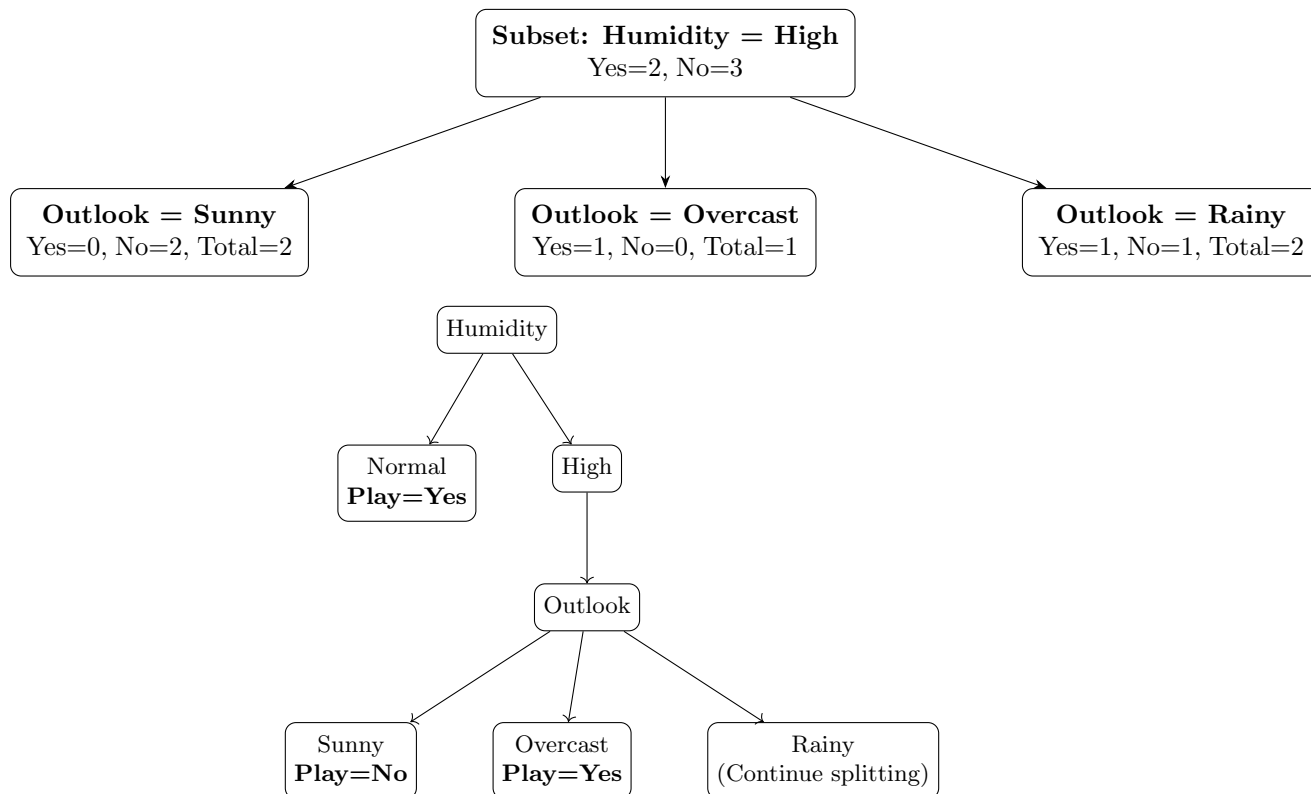 Subset: Humidity = High
Yes=2, No=3
Outlook = Sunny
Yes=0, No=2, Total=2
Outlook = Overcast
Yes=1, No=0, Total=1
Outlook = Rainy
Yes=1, No=1, Total=2
Humidity
Normal
Play=Yes
High
Outlook
Sunny
Play=No
Overcast
Play=Yes
Rainy
(Continue splitting)